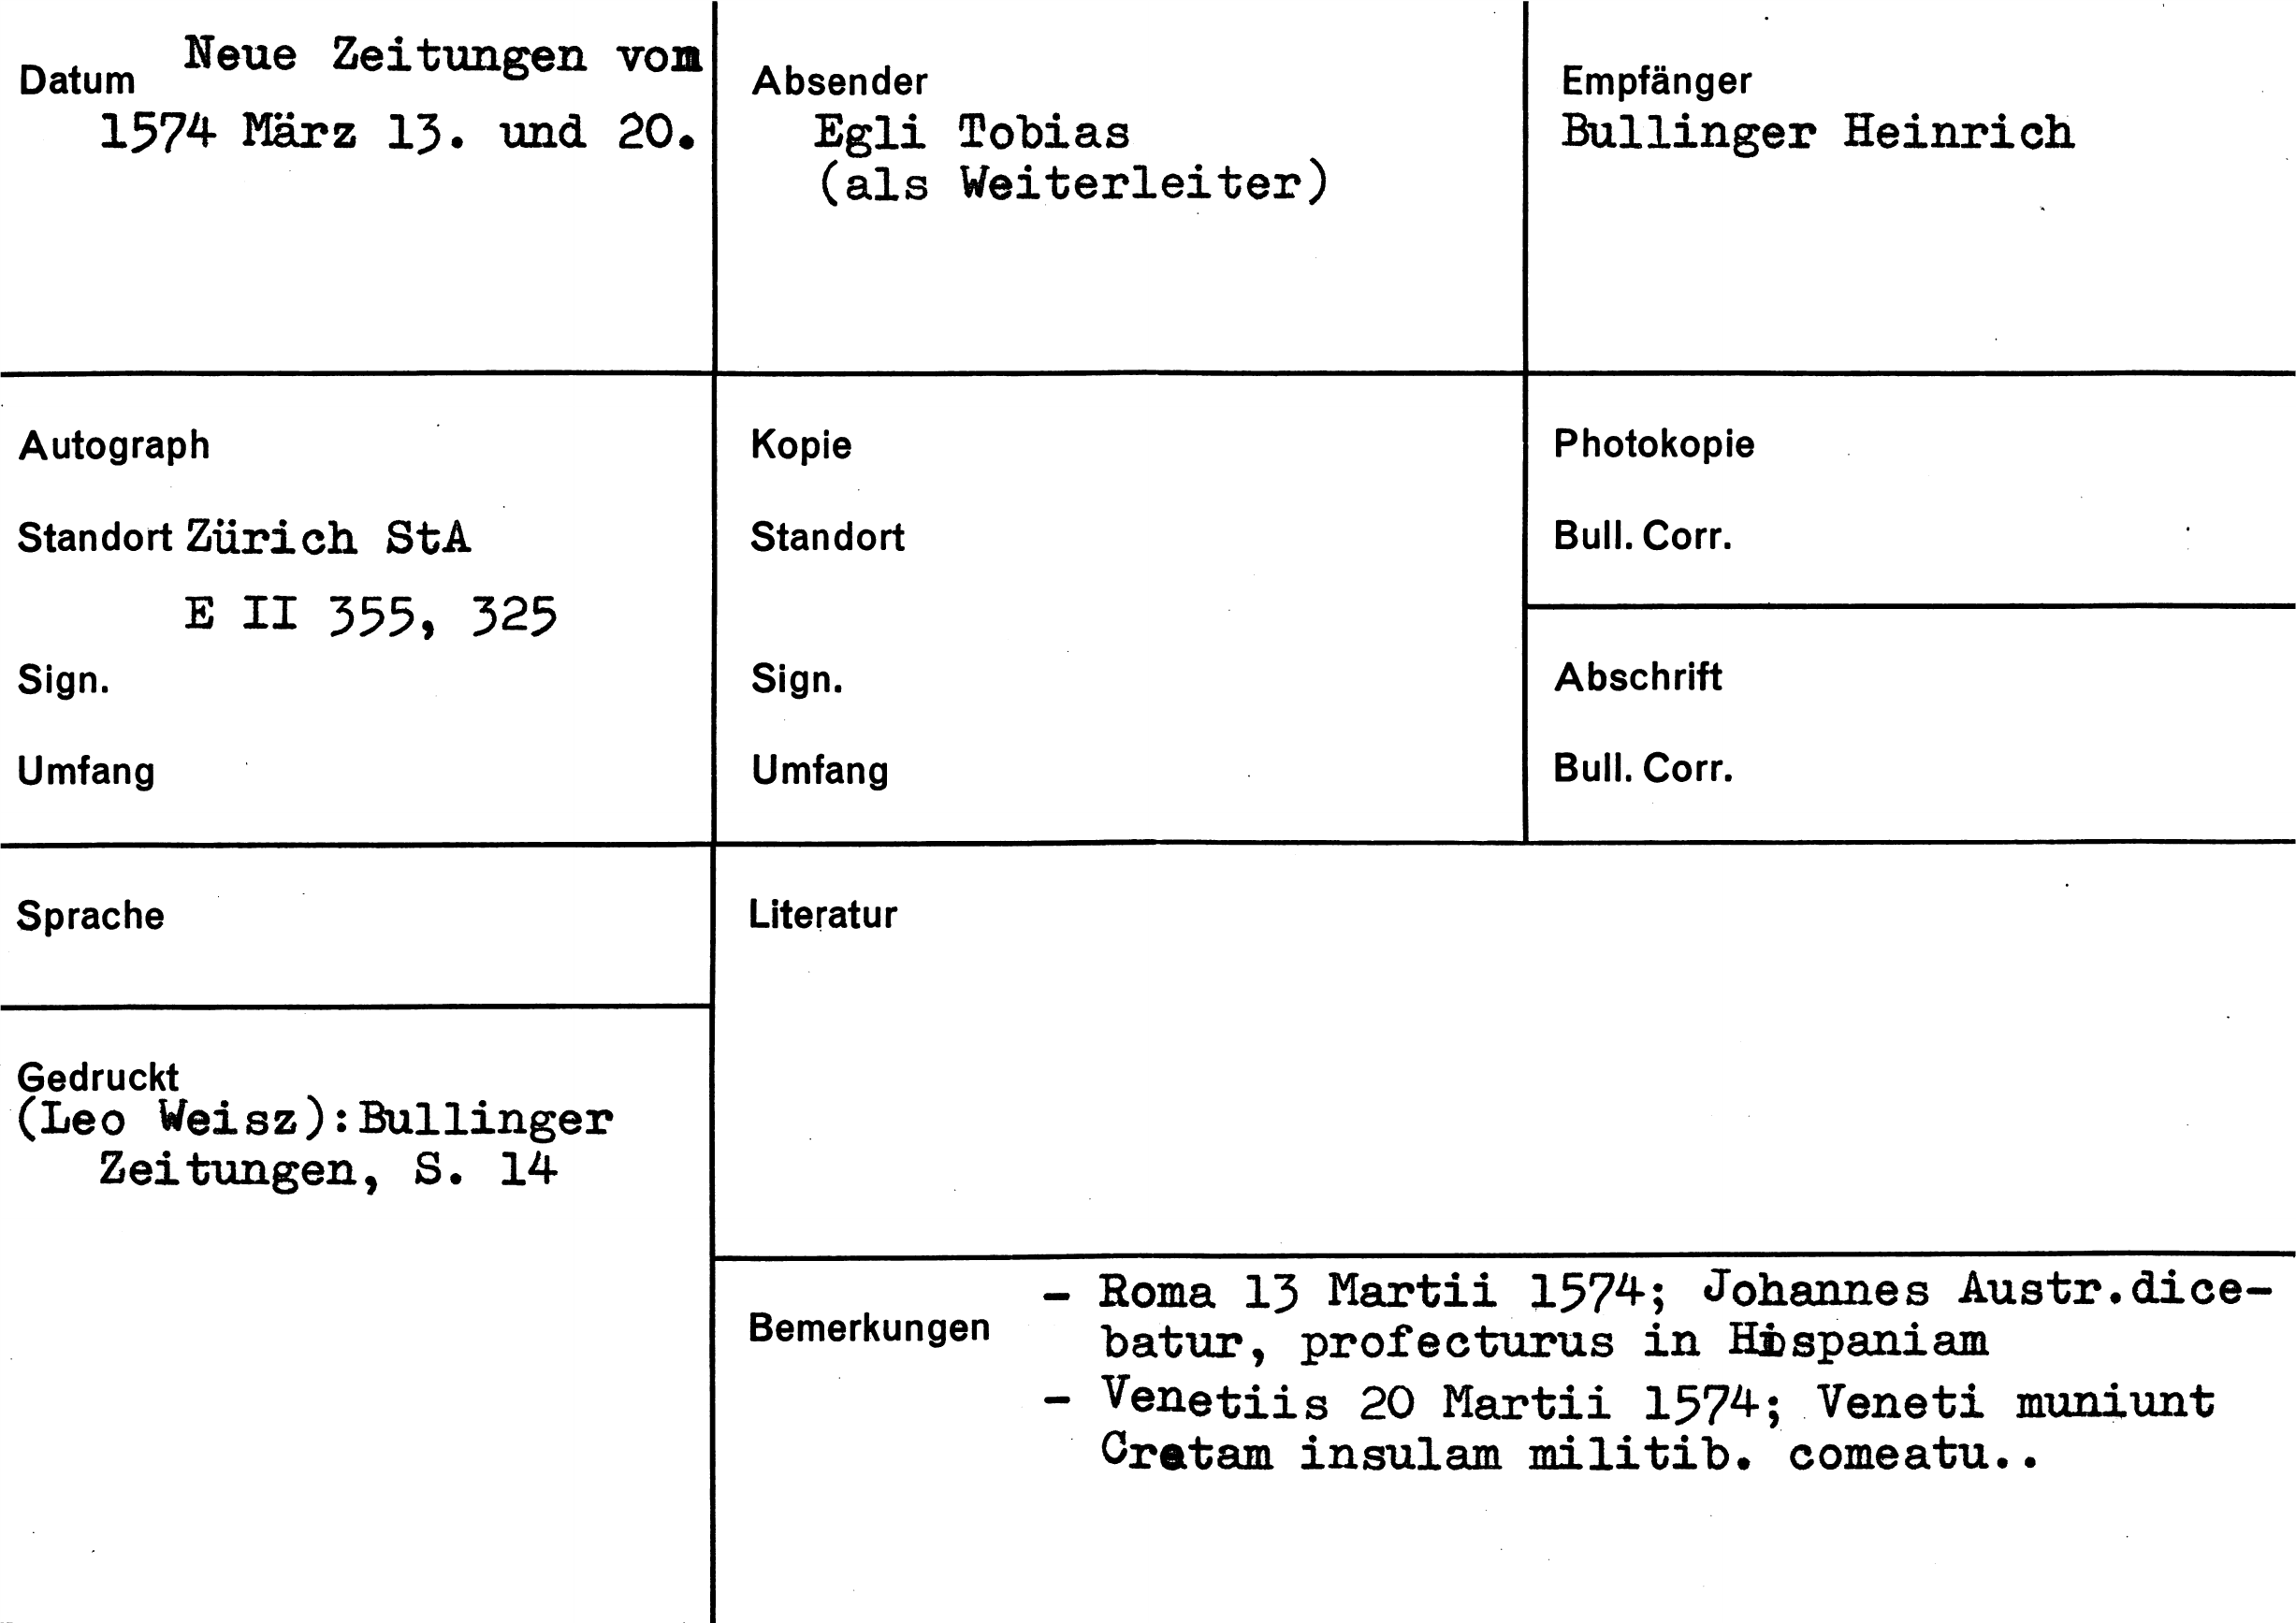 Neue Zeitungen vom
Datum
1574 März 13. und 20.
Absender
Egli Tobias
(als Weiterleiter)
Empfänger
Bullinger Heinrich
Autograph
Standort Zürich StA
E II 355, 325
Sign.
Umfang
Kopie
Standort
Sign.
Umfang
Photokopie
Bull. Corr.
Abschrift
Bull. Corr.
Sprache
Gedruckt
(Leo Weisz): Bullinger
Zeitungen, S. 14
Literatur
Bemerkungen
- Roma 13 Martii 1574; Johannes Austr.dice-
batur, profecturus in Hispaniam
- Venetiis 20 Martii 1574; Veneti muniunt
Cretam insulam militib. comeatu..